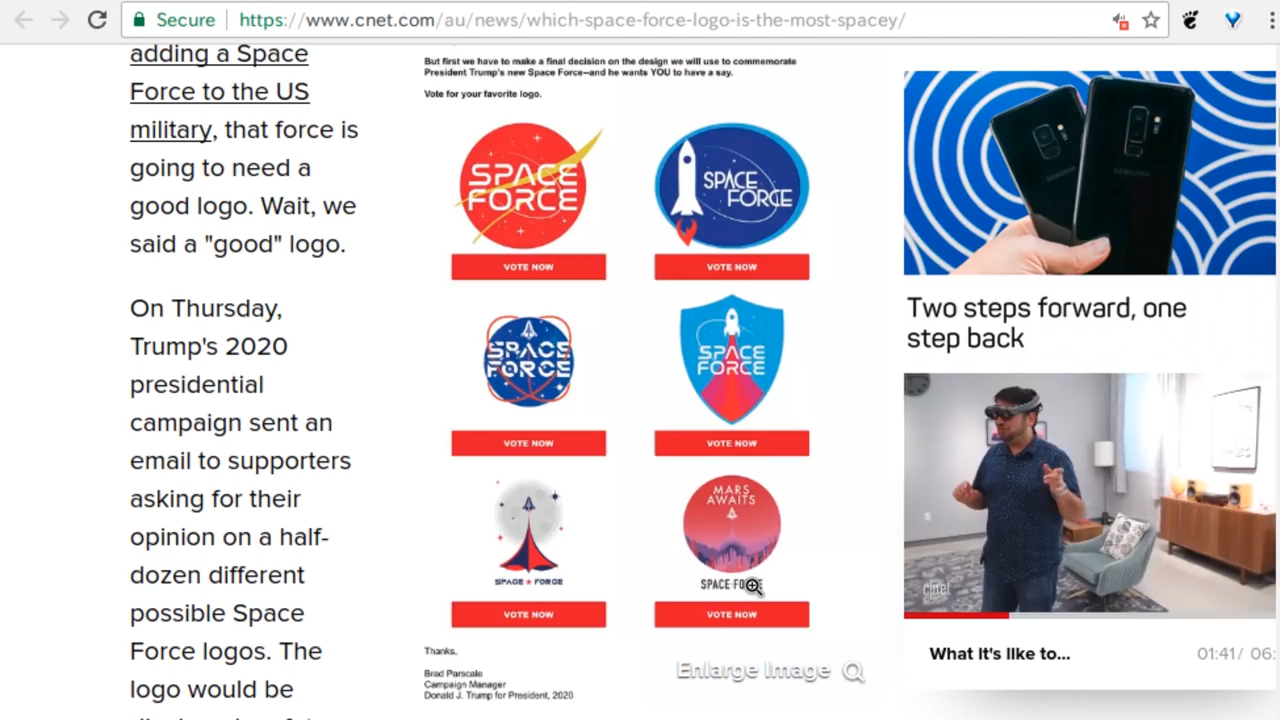 Secure
https://www.cnet.com/au/news/which-space-force-logo-is-the-most-spacey/
adding a Space
Force to the US
military, that force is
going to need a
good logo. Wait, we
said a "good" logo.
On Thursday,
Trump's 2020
presidential
campaign sent an
email to supporters
asking for their
opinion on a half-
dozen different
possible Space
Force logos. The
logo would be
But first we have to make a final decision on the design we will use to commemorate
President Trump's new Space Force—and he wants YOU to have a say.
Vote for your favorite logo.
SPACE
FORCE
VOTE NOW
SPACE
FORCE
VOTE NOW
SPACE
FORCE
VOTE NOW
SPACE
FORCE
VOTE NOW
SPACE FORCE
VOTE NOW
MARS
AWAITS
SPACE FORCE
VOTE NOW
Thanks,
Brad Parscale
Campaign Manager
Donald J. Trump for President, 2020
Enlarge Image
SAMSUNG
SAMSUNG
Two steps forward, one
step back
cnet
What it's like to...
01:41/ 06: